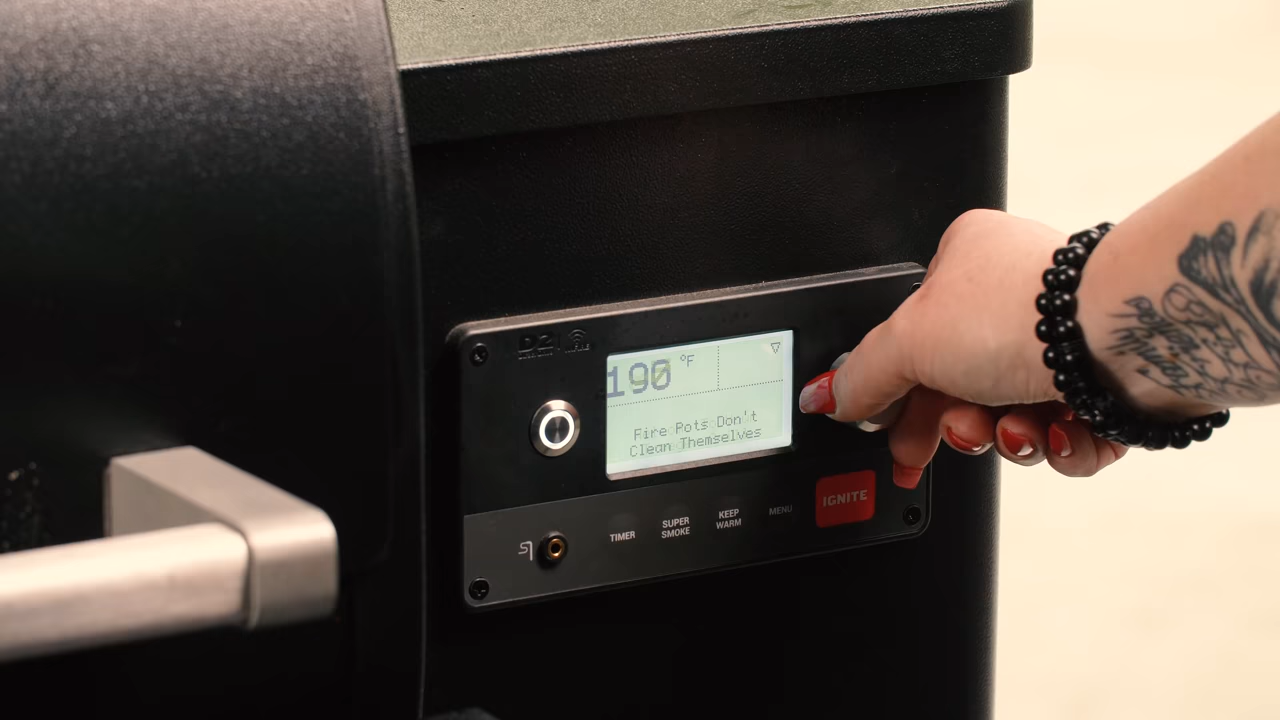 D2
190 °F
Fire Pots Don't
Clean Themselves
IGNITE
TIMER
SUPER
SMOKE
KEEP
WARM
MENU